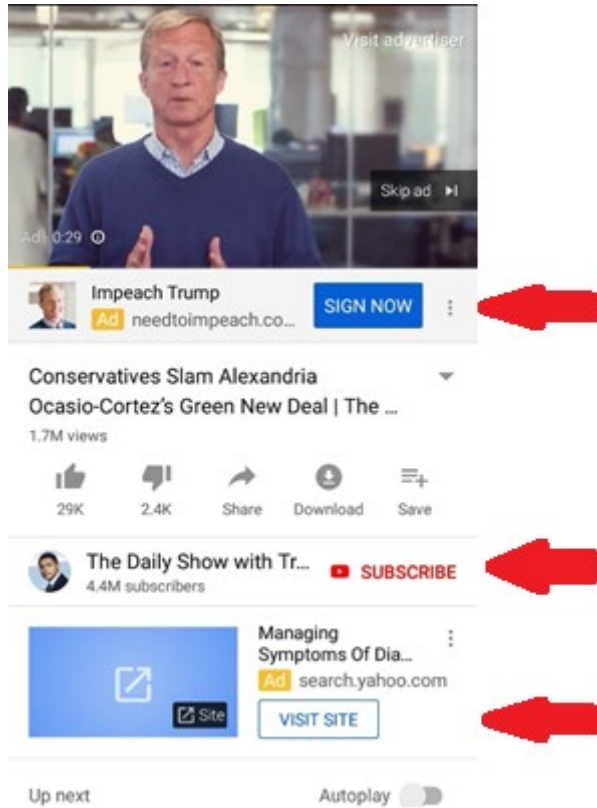 Visit advertiser
Skip ad
Ad · 0:29
Impeach Trump
Ad needtoimpeach.co...
SIGN NOW
Conservatives Slam Alexandria
Ocasio-Cortez's Green New Deal | The ...
1.7M views
29K 2.4K Share Download Save
The Daily Show with Tr...
4.4M subscribers
SUBSCRIBE
Site
Managing
Symptoms Of Dia...
Ad search.yahoo.com
VISIT SITE
Up next Autoplay